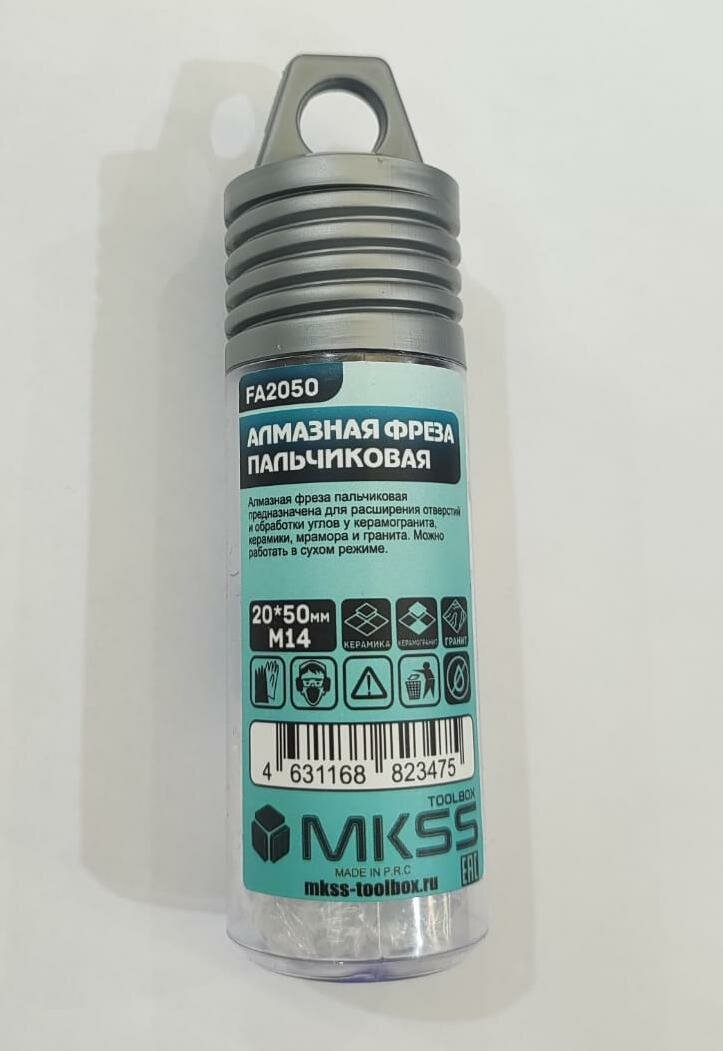 FA2050
АЛМАЗНАЯ ФРЕЗА
ПАЛЬЧИКОВАЯ
Алмазная фреза пальчиковая
предназначена для расширения отверстий
и обработки углов у керамогранита,
керамики, мрамора и гранита. Можно
работать в сухом режиме.
20*50мм
М14
КЕРАМИКА
КЕРАМОГРАНИТ
ГРАНИТ
4 631168 823475
TOOLBOX
MKSS
MADE IN P.R.C
EAC
mkss-toolbox.ru